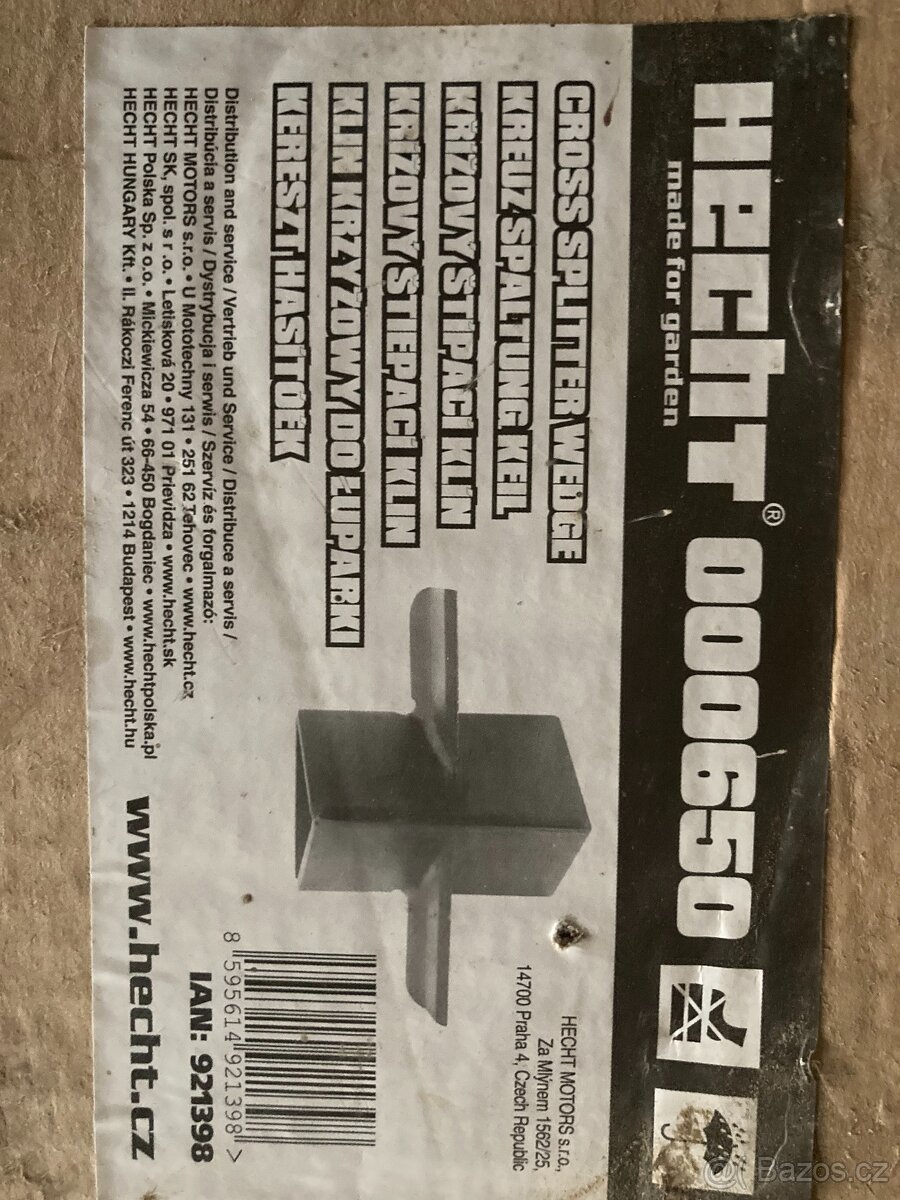 HECHT® 000650
made for garden
CROSS SPLITTER WEDGE
KREUZ SPALTUNG KEIL
KŘÍŽOVÝ ŠTÍPACÍ KLÍN
KRÍŽOVÝ ŠTIEPACÍ KLIN
KLIN KRZYŻOWY DO ŁUPARKI
KERESZT HASÍTÓÉK
Distribution and service / Vertrieb und Service / Distribuce a servis /
Distribúcia a servis / Dystrybucja i serwis / Szervíz és forgalmazó:
HECHT MOTORS s.r.o. • U Mototechny 131 • 251 62 Tehovec • www.hecht.cz
HECHT SK, spol. s r .o. • Letisková 20 • 971 01 Prievidza • www.hecht.sk
HECHT Polska Sp. z o.o. • Mickiewicza 54 • 66-450 Bogdaniec • www.hechtpolska.pl
HECHT HUNGARY Kft. • II. Rákoczi Ferenc út 323 • 1214 Budapest • www.hecht.hu
HECHT MOTORS s.r.o.,
Za Mlýnem 1562/25,
14700 Praha 4, Czech Republic
8 595614 921398 >
IAN: 921398
www.hecht.cz
@ Bazos.cz